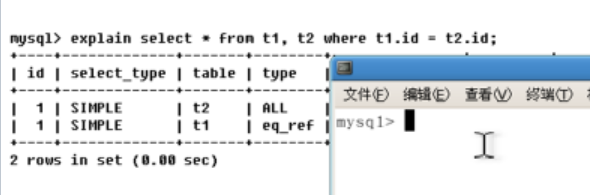 mysql> explain select * from t1, t2 where t1.id = t2.id;
+----+-------------+-------+--------+
| id | select_type | table | type |
+----+-------------+-------+--------+
| 1 | SIMPLE | t2 | ALL
| 1 | SIMPLE | t1 | eq_ref |
+----+-------------+-------+--------+
2 rows in set (0.00 sec)
文件(F) 编辑(E) 查看(V) 终端(T)
mysql>